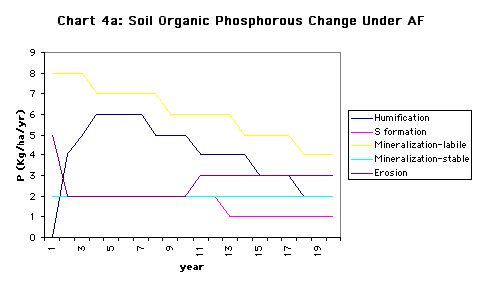 Chart 4a: Soil Organic Phosphorous Change Under AF
9
8
7
6
5
4
3
2
1
0
P (Kg/ha/yr)
1 3 5 7 9 11 13 15 17 19
year
Humification
S formation
Mineralization-labile
Mineralization-stable
Erosion